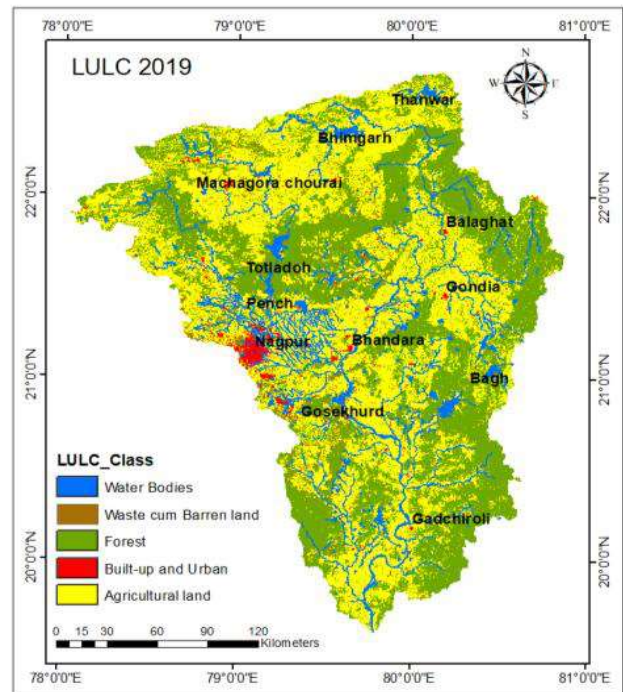 78°0'0"E 79°0'0"E 80°0'0"E 81°0'0"E
LULC 2019
N
W
S
Thanwar
Bhimgarh
22°0'0"N
Machagora chourai
22°0'0"N
Balaghat
Totladoh
Gondia
Pench
Nagpur
Bhandara
21°0'0"N
Bagh
21°0'0"N
Gosekhurd
LULC_Class
Water Bodies
Waste cum Barren land
Gadchiroli
Forest
20°0'0"N
Built-up and Urban
20°0'0"N
Agricultural land
0 15 30 60 90 120
Kilometers
78°0'0"E 79°0'0"E 80°0'0"E 81°0'0"E